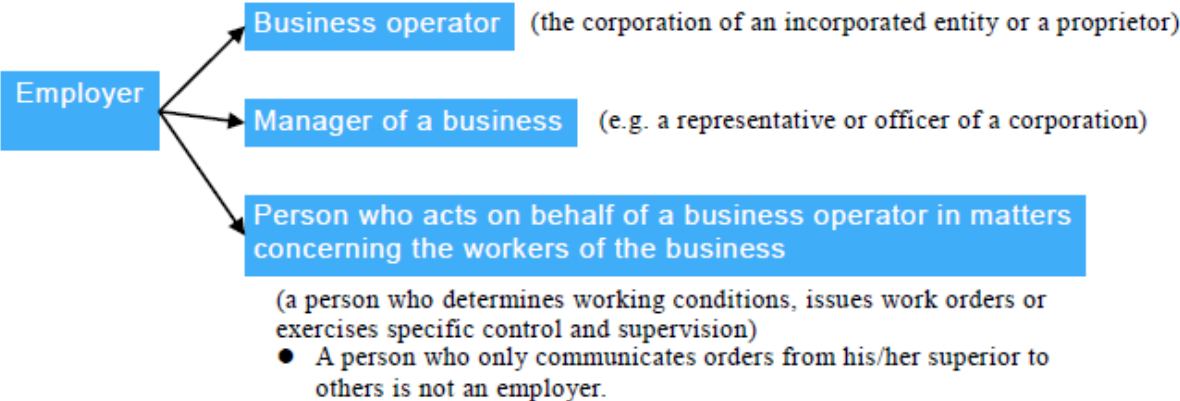 Business operator (the corporation of an incorporated entity or a proprietor)
Employer
Manager of a business (e.g. a representative or officer of a corporation)
Person who acts on behalf of a business operator in matters
concerning the workers of the business
(a person who determines working conditions, issues work orders or
exercises specific control and supervision)
● A person who only communicates orders from his/her superior to
others is not an employer.